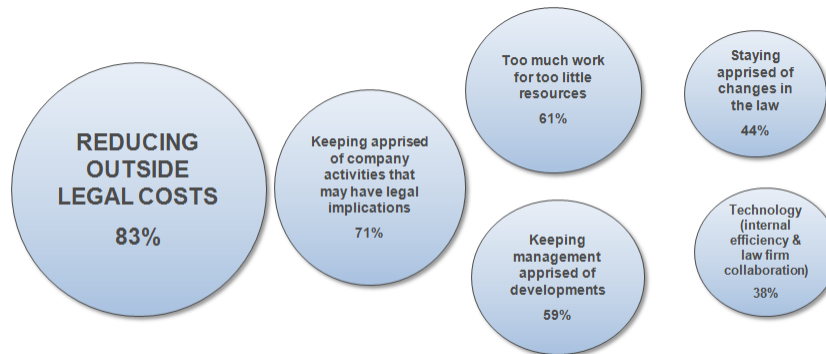 REDUCING
OUTSIDE
LEGAL COSTS
83%
Keeping apprised
of company
activities that
may have legal
implications
71%
Too much work
for too little
resources
61%
Keeping
management
apprised of
developments
59%
Staying
apprised of
changes in
the law
44%
Technology
(internal
efficiency &
law firm
collaboration)
38%